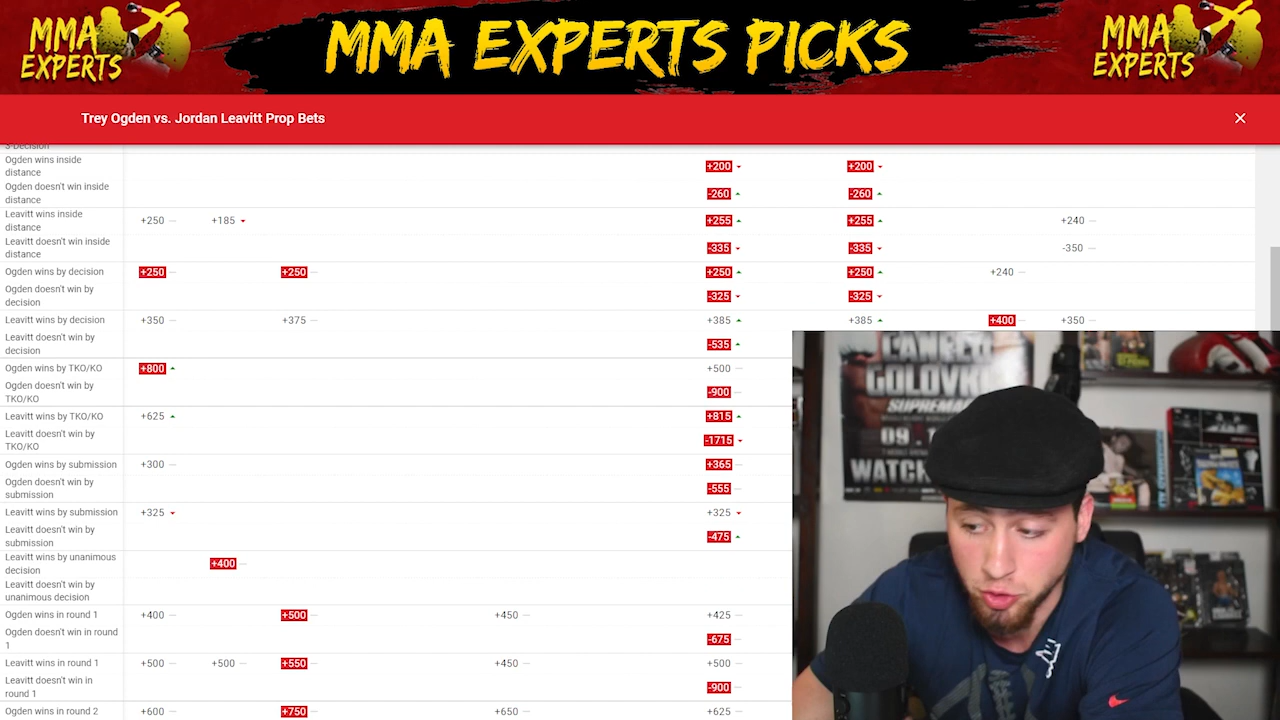 MMA EXPERTS PICKS
MMA
EXPERTS
MMA
EXPERTS
Trey Ogden vs. Jordan Leavitt Prop Bets
3-Decision
Ogden wins inside
distance +200 +200
Ogden doesn't win inside
distance -260 -260
Leavitt wins inside
distance +250 +185 +255 +255 +240
Leavitt doesn't win inside
distance -335 -335 -350
Ogden wins by decision +250 +250 +250 +250 +240
Ogden doesn't win by
decision -325 -325
Leavitt wins by decision +350 +375 +385 +385 +400 +350
Leavitt doesn't win by
decision -535
Ogden wins by TKO/KO +800 +500
Ogden doesn't win by
TKO/KO -900
Leavitt wins by TKO/KO +625 +815
Leavitt doesn't win by
TKO/KO -1715
Ogden wins by submission +300 +365
Ogden doesn't win by
submission -555
Leavitt wins by submission +325 +325
Leavitt doesn't win by
submission -475
Leavitt wins by unanimous
decision +400
Leavitt doesn't win by
unanimous decision
Ogden wins in round 1 +400 +500 +450 +425
Ogden doesn't win in round
1 -675
Leavitt wins in round 1 +500 +500 +550 +450 +500
Leavitt doesn't win in
round 1 -900
Ogden wins in round 2 +600 +750 +650 +625
CANELO
GOLOVK
SUPREMA
09.1
WATCH